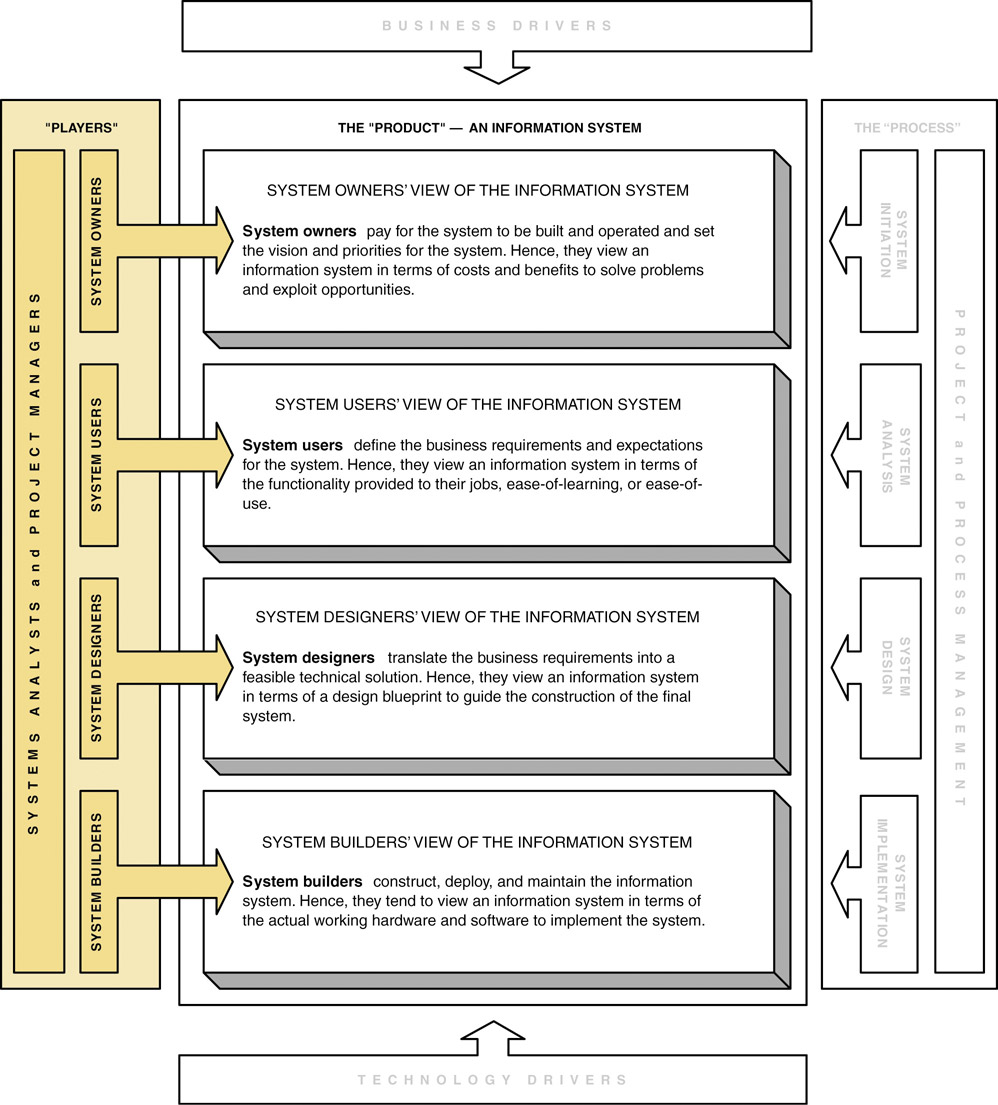 BUSINESS DRIVERS
"PLAYERS"
SYSTEMS ANALYSTS and PROJECT MANAGERS
SYSTEM OWNERS
SYSTEM USERS
SYSTEM DESIGNERS
SYSTEM BUILDERS
THE "PRODUCT" — AN INFORMATION SYSTEM
SYSTEM OWNERS' VIEW OF THE INFORMATION SYSTEM
System owners pay for the system to be built and operated and set
the vision and priorities for the system. Hence, they view an
information system in terms of costs and benefits to solve problems
and exploit opportunities.
SYSTEM USERS' VIEW OF THE INFORMATION SYSTEM
System users define the business requirements and expectations
for the system. Hence, they view an information system in terms of
the functionality provided to their jobs, ease-of-learning, or ease-of-
use.
SYSTEM DESIGNERS' VIEW OF THE INFORMATION SYSTEM
System designers translate the business requirements into a
feasible technical solution. Hence, they view an information system
in terms of a design blueprint to guide the construction of the final
system.
SYSTEM BUILDERS' VIEW OF THE INFORMATION SYSTEM
System builders construct, deploy, and maintain the information
system. Hence, they tend to view an information system in terms of
the actual working hardware and software to implement the system.
THE “PROCESS”
SYSTEM
INITIATION
SYSTEM
ANALYSIS
SYSTEM
DESIGN
SYSTEM
IMPLEMENTATION
PROJECT and PROCESS MANAGEMENT
TECHNOLOGY DRIVERS